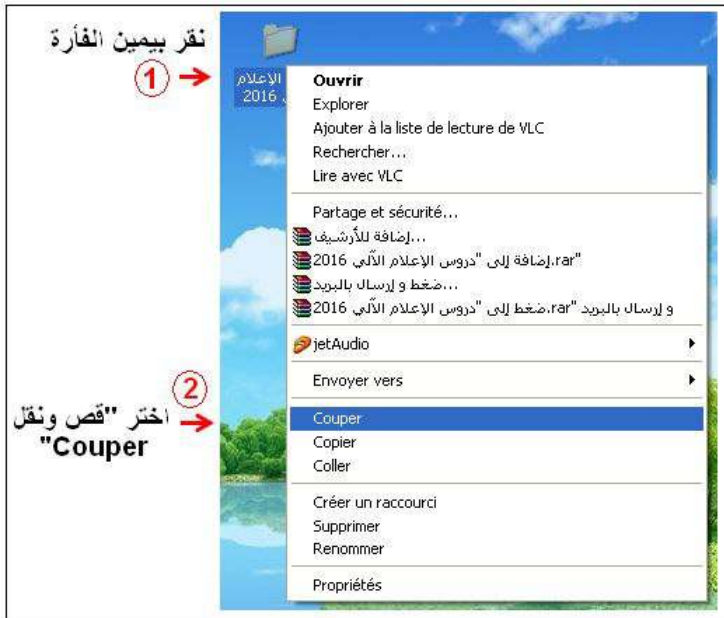 نقر بيمين الفأرة
1
الإعلام
2016
Ouvrir
Explorer
Ajouter à la liste de lecture de VLC
Rechercher...
Lire avec VLC
Partage et sécurité...
إضافة للأرشيف...
إضافة إلى "دروس الإعلام الآلي 2016.rar"
ضغط و إرسال بالبريد...
ضغط إلى "دروس الإعلام الآلي 2016.rar" و إرسال بالبريد
jetAudio
Envoyer vers
2
اختر "قص ونقل
Couper"
Couper
Copier
Coller
Créer un raccourci
Supprimer
Renommer
Propriétés